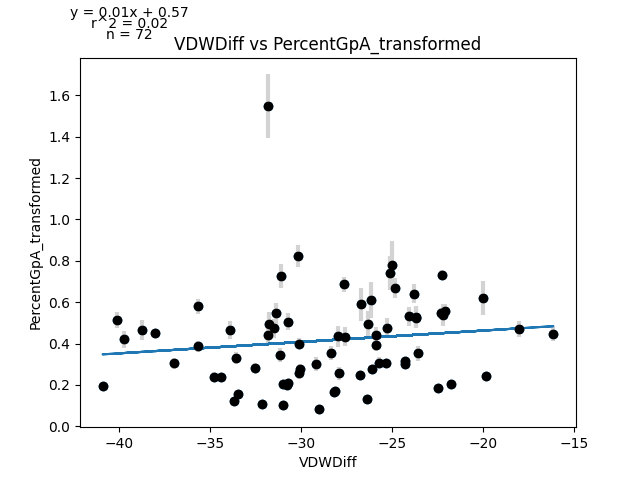 y = 0.01x + 0.57
r^2 = 0.02
n = 72
VDWDiff vs PercentGpA_transformed
PercentGpA_transformed
1.6
1.4
1.2
1.0
0.8
0.6
0.4
0.2
0.0
−40 −35 −30 −25 −20 −15
VDWDiff